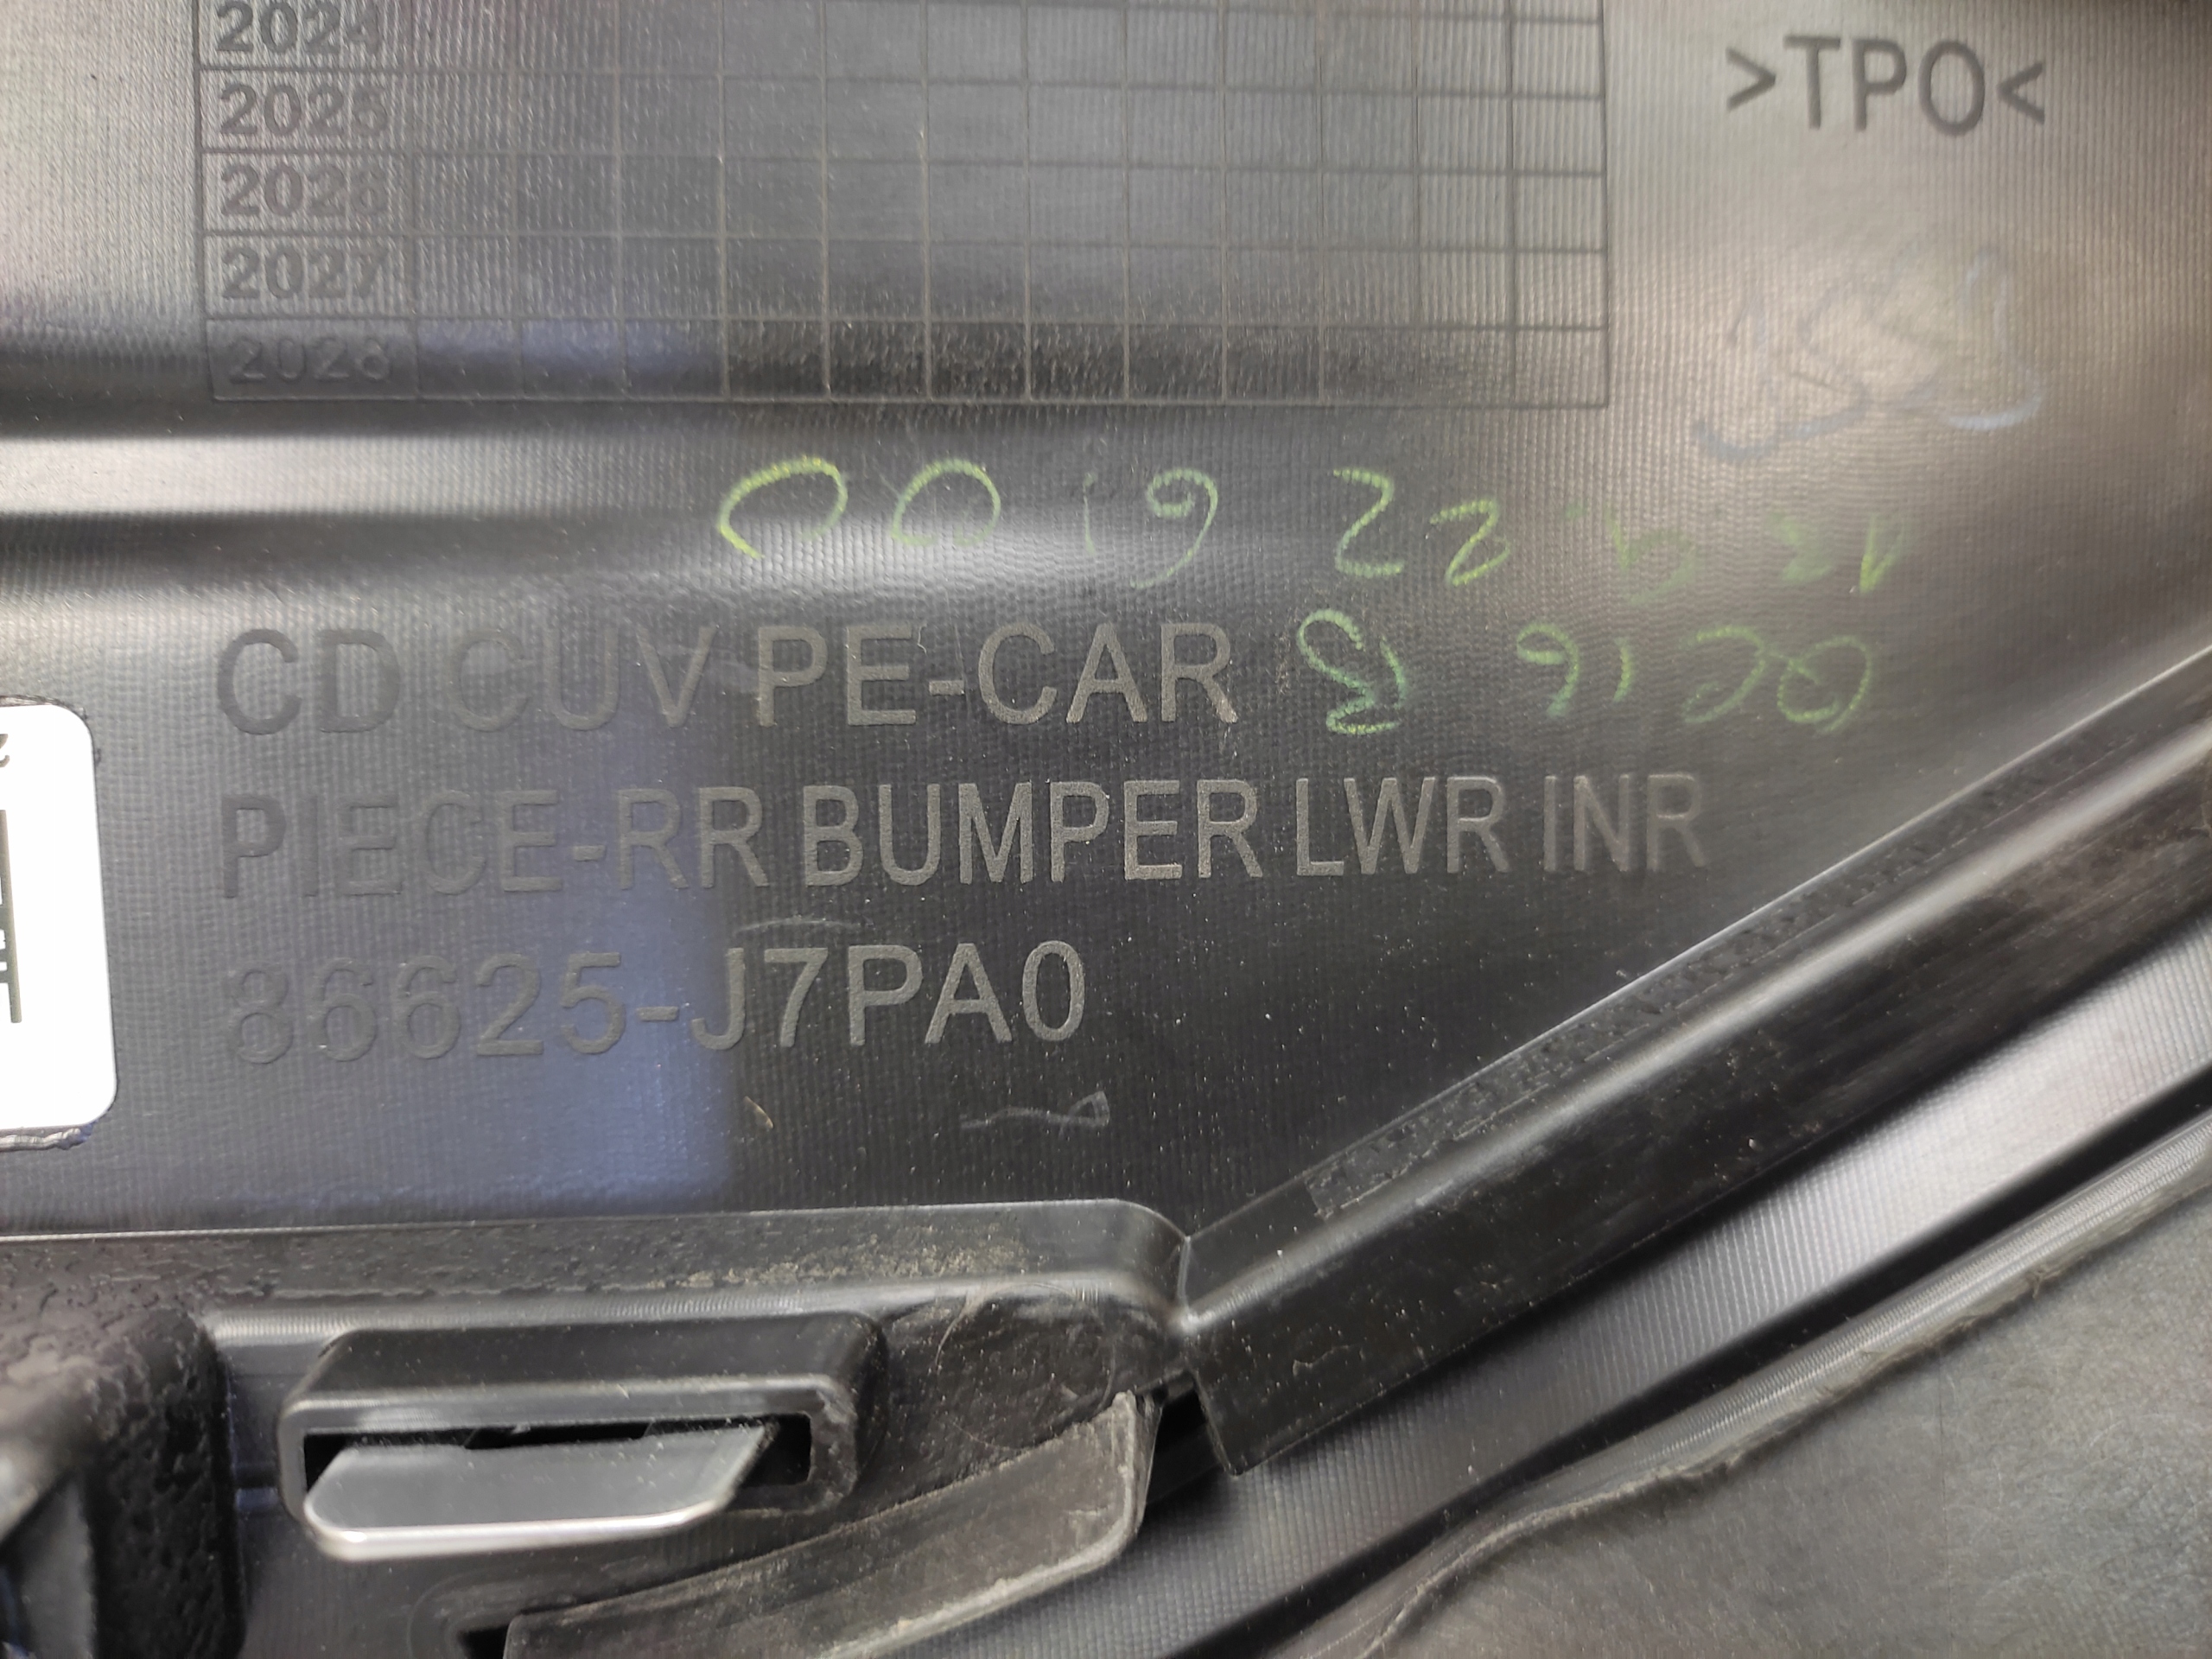 2024
2025
2026
2027
2028
>TPO<
CD CUV PE-CAR
PIECE-RR BUMPER LWR INR
86625-J7PA0